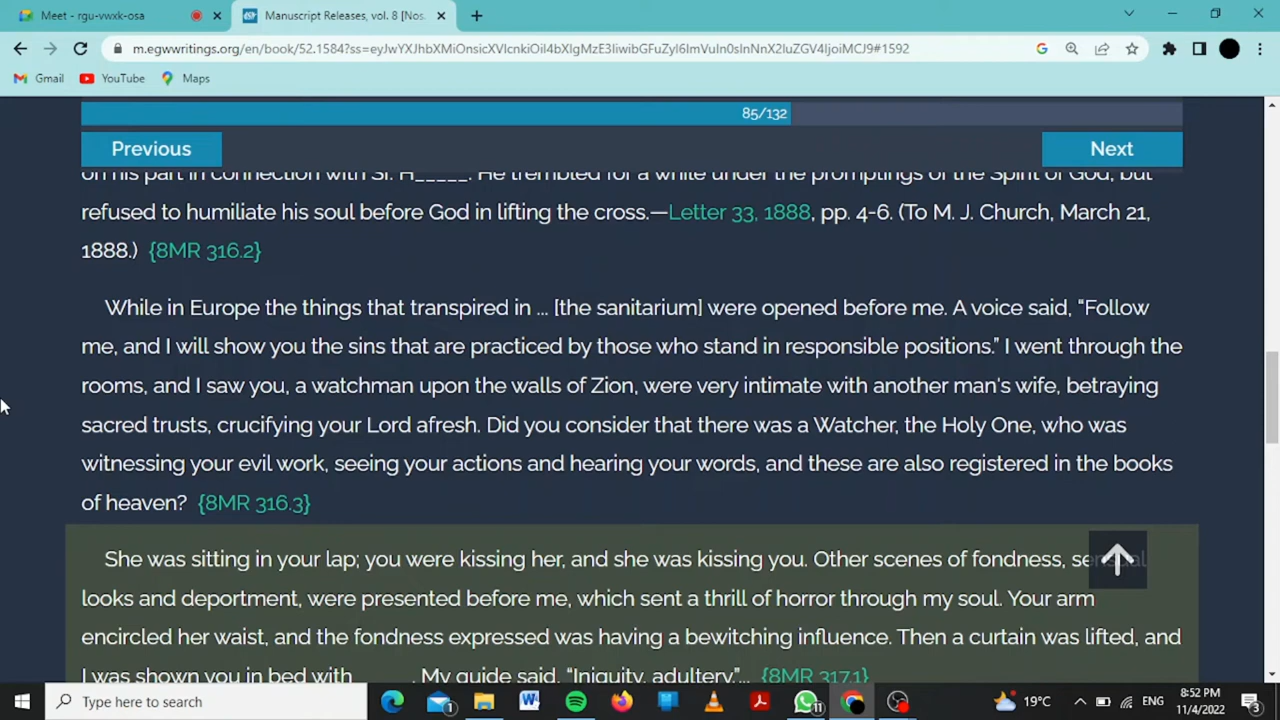 Meet - rgu-vwxk-osa
Manuscript Releases, vol. 8 [Nos.
m.egwwritings.org/en/book/52.1584?ss=eyJwYXJhbXMiOnsicXVlcnkiOiI4bXIgMzE3IiwibGFuZyI6ImVuIn0sInNnX2luZGV4IjoiMCJ9#1592
Gmail YouTube Maps
85/132
Previous Next
on his part in connection with Sr. H_____. He trembled for a while under the promptings of the Spirit of God, but
refused to humiliate his soul before God in lifting the cross.—Letter 33, 1888, pp. 4-6. (To M. J. Church, March 21,
1888.) {8MR 316.2}
While in Europe the things that transpired in ... [the sanitarium] were opened before me. A voice said, "Follow
me, and I will show you the sins that are practiced by those who stand in responsible positions." I went through the
rooms, and I saw you, a watchman upon the walls of Zion, were very intimate with another man's wife, betraying
sacred trusts, crucifying your Lord afresh. Did you consider that there was a Watcher, the Holy One, who was
witnessing your evil work, seeing your actions and hearing your words, and these are also registered in the books
of heaven? {8MR 316.3}
She was sitting in your lap; you were kissing her, and she was kissing you. Other scenes of fondness, sensual
looks and deportment, were presented before me, which sent a thrill of horror through my soul. Your arm
encircled her waist, and the fondness expressed was having a bewitching influence. Then a curtain was lifted, and
I was shown you in bed with _____. My guide said, "Iniquity, adultery."... {8MR 317.1}
Type here to search
1
11
19°C
ENG
8:52 PM
11/4/2022
3